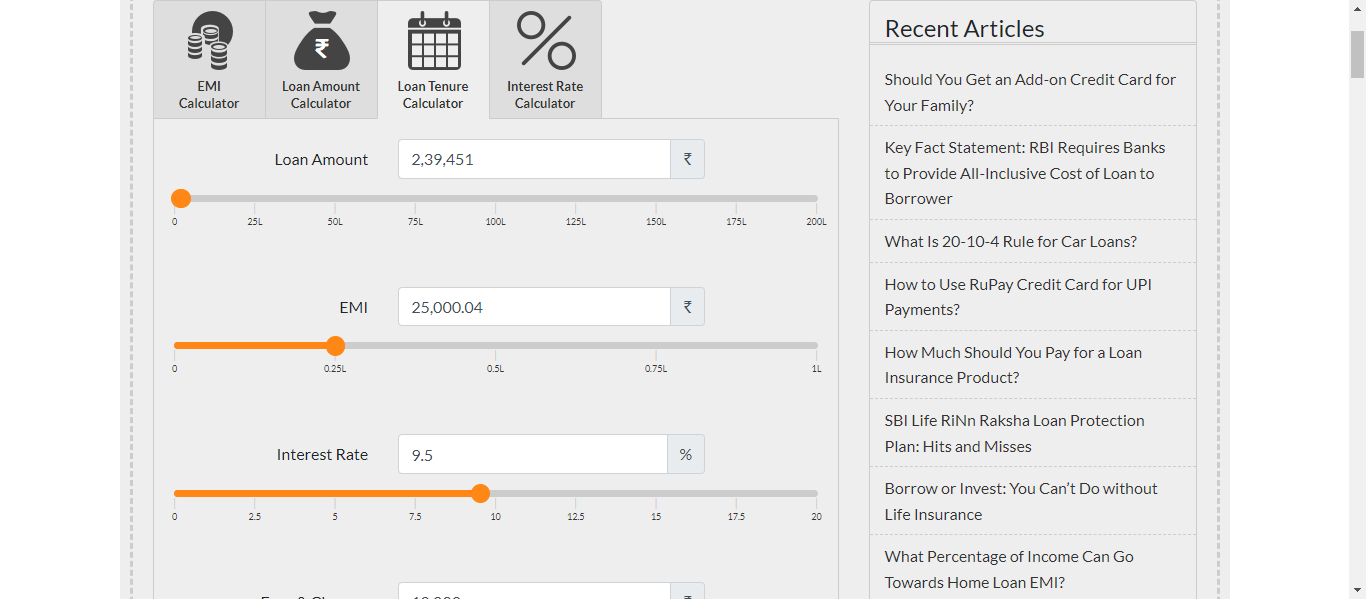 EMI
Calculator
Loan Amount
Calculator
Loan Tenure
Calculator
Interest Rate
Calculator
Loan Amount
2,39,451
₹
0
25L
50L
75L
100L
125L
150L
175L
200L
EMI
25,000.04
₹
0
0.25L
0.5L
0.75L
1L
Interest Rate
9.5
%
0
2.5
5
7.5
10
12.5
15
17.5
20
Recent Articles
Should You Get an Add-on Credit Card for
Your Family?
Key Fact Statement: RBI Requires Banks
to Provide All-Inclusive Cost of Loan to
Borrower
What Is 20-10-4 Rule for Car Loans?
How to Use RuPay Credit Card for UPI
Payments?
How Much Should You Pay for a Loan
Insurance Product?
SBI Life RiNn Raksha Loan Protection
Plan: Hits and Misses
Borrow or Invest: You Can’t Do without
Life Insurance
What Percentage of Income Can Go
Towards Home Loan EMI?